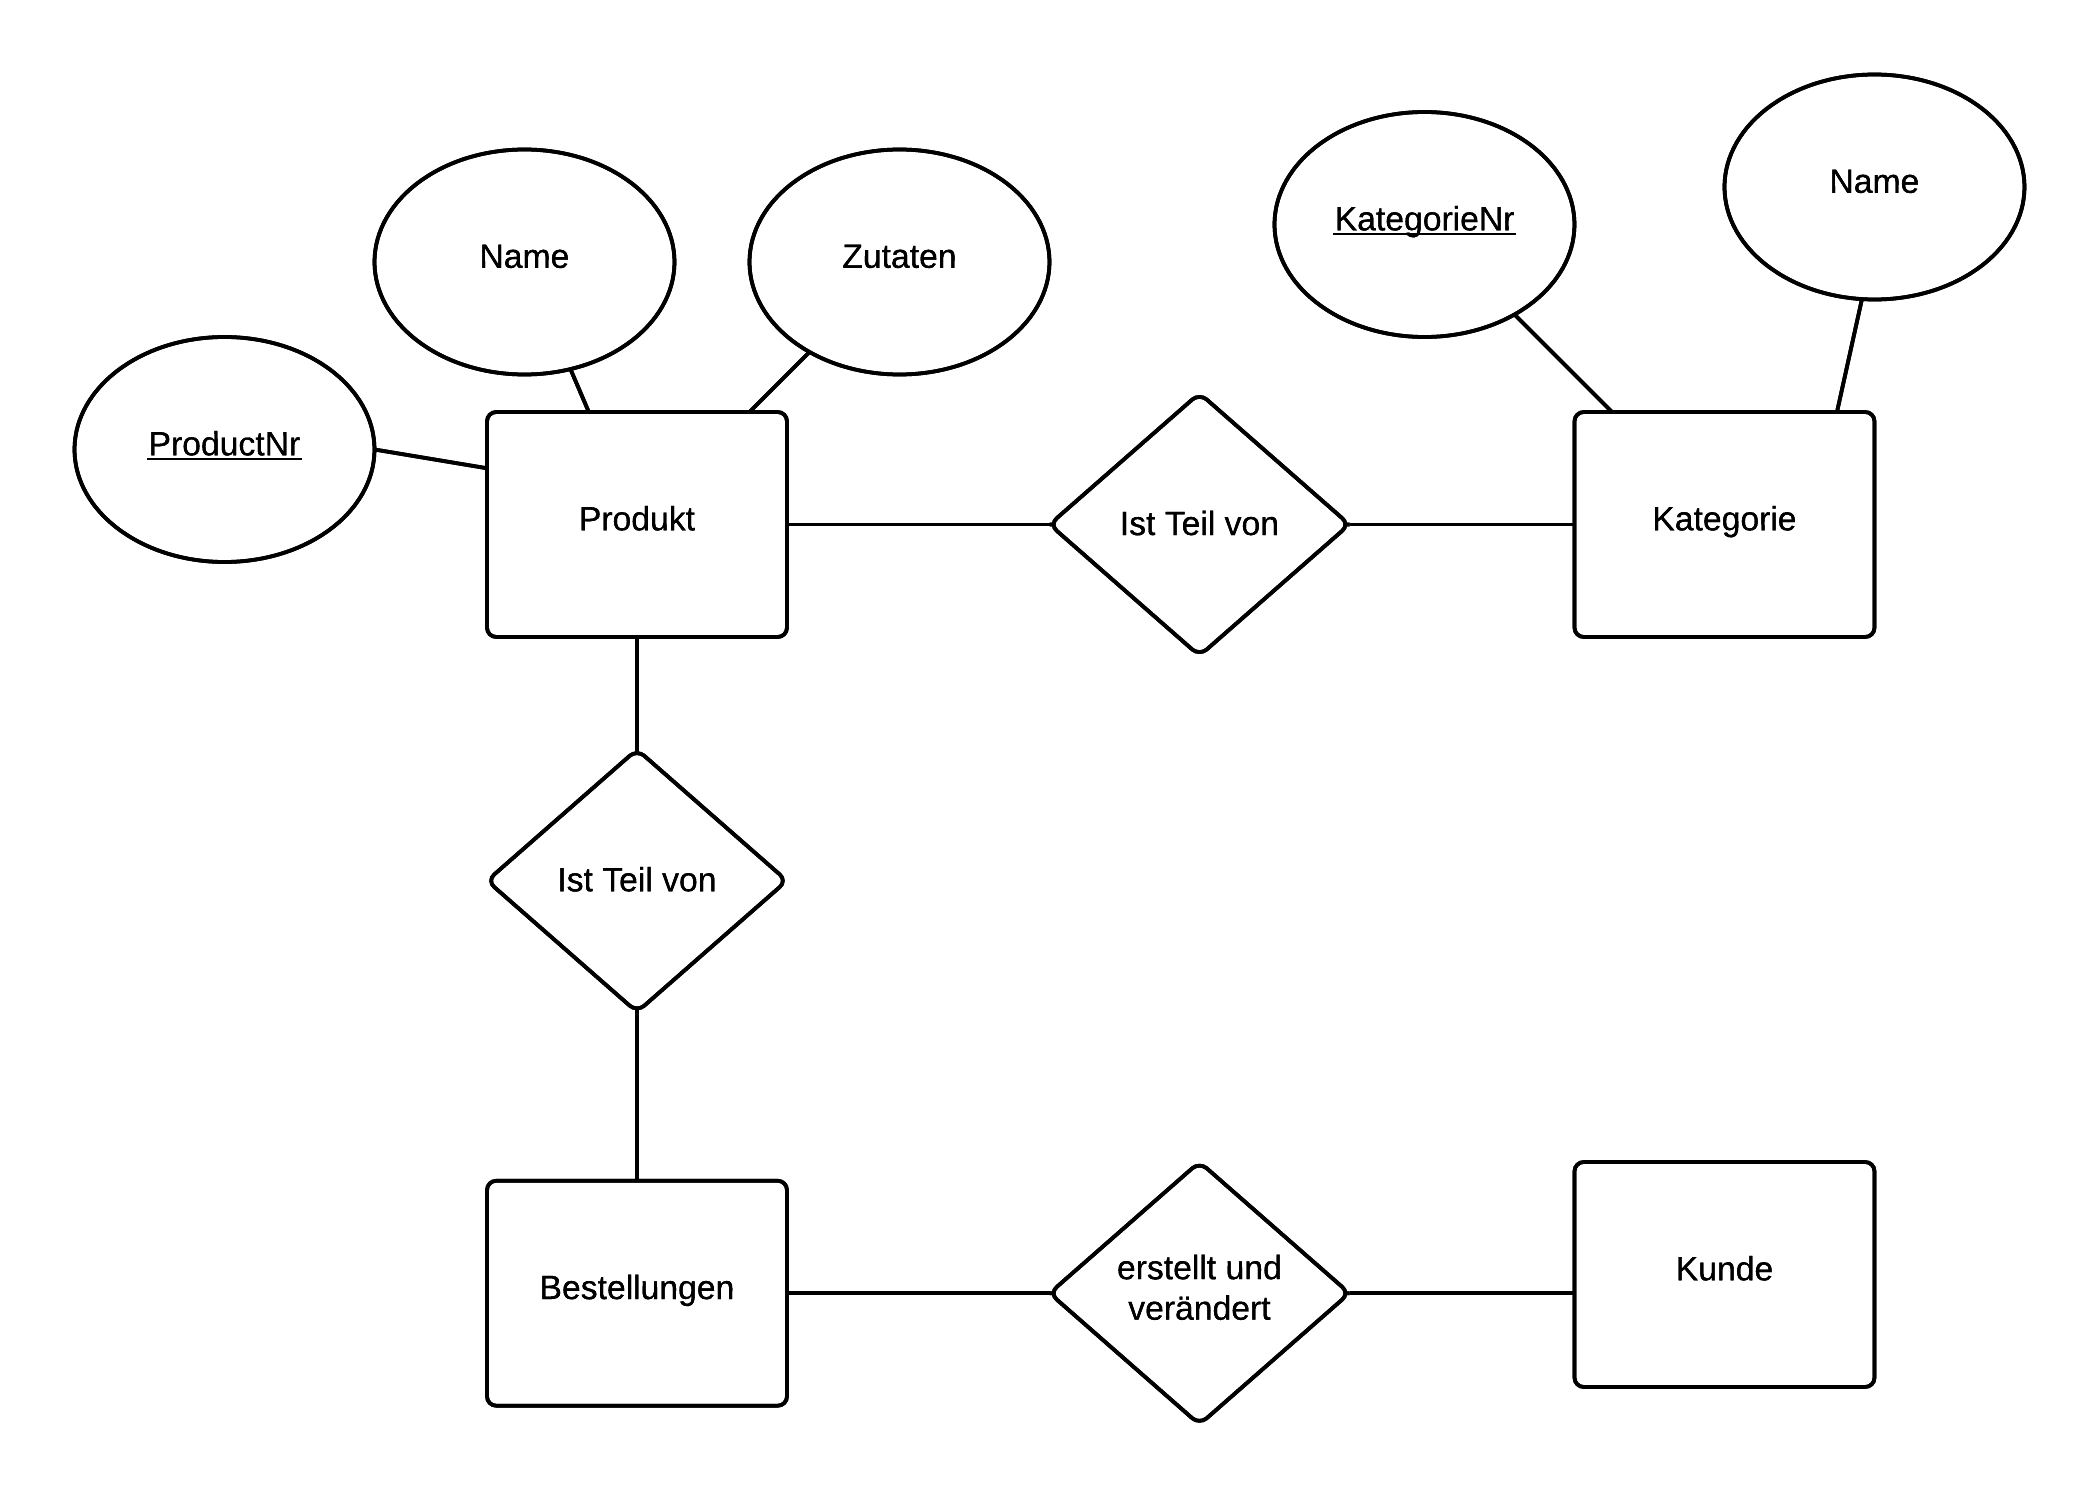 Name
KategorieNr
Name
Zutaten
ProductNr
Produkt
Ist Teil von
Kategorie
Ist Teil von
Bestellungen
erstellt und
verändert
Kunde